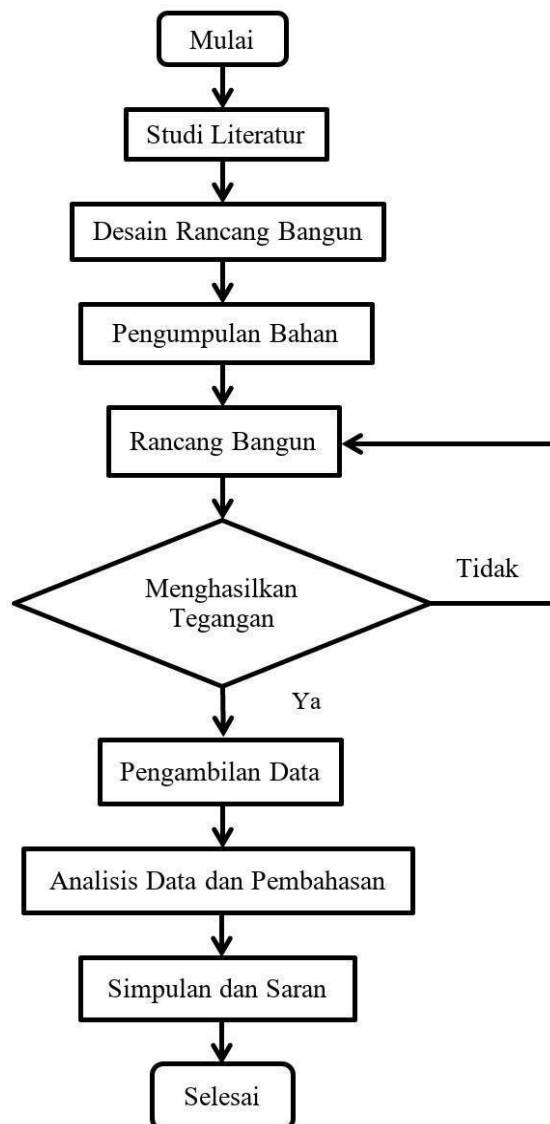 Mulai
Studi Literatur
Desain Rancang Bangun
Pengumpulan Bahan
Rancang Bangun
Menghasilkan
Tegangan
Tidak
Ya
Pengambilan Data
Analisis Data dan Pembahasan
Simpulan dan Saran
Selesai